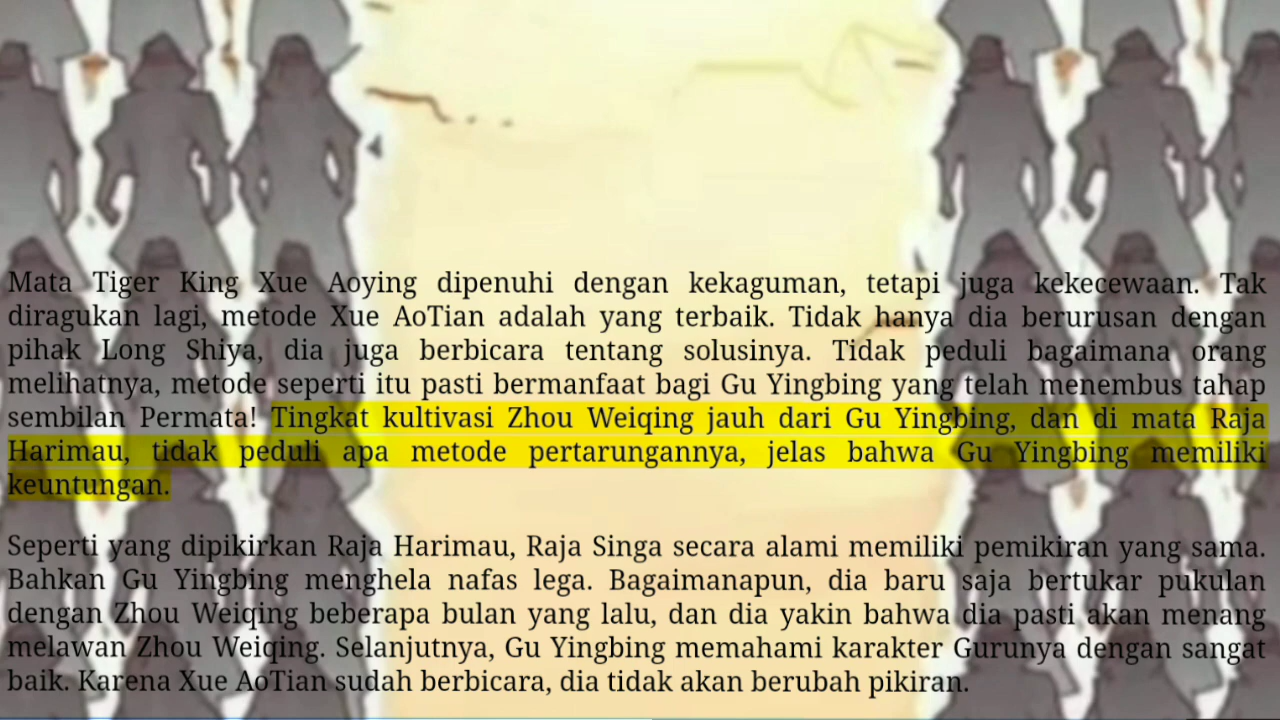 Mata Tiger King Xue Aoying dipenuhi dengan kekaguman, tetapi juga kekecewaan. Tak
diragukan lagi, metode Xue AoTian adalah yang terbaik. Tidak hanya dia berurusan dengan
pihak Long Shiya, dia juga berbicara tentang solusinya. Tidak peduli bagaimana orang
melihatnya, metode seperti itu pasti bermanfaat bagi Gu Yingbing yang telah menembus tahap
sembilan Permata! Tingkat kultivasi Zhou Weiqing jauh dari Gu Yingbing, dan di mata Raja
Harimau, tidak peduli apa metode pertarungannya, jelas bahwa Gu Yingbing memiliki
keuntungan.
Seperti yang dipikirkan Raja Harimau, Raja Singa secara alami memiliki pemikiran yang sama.
Bahkan Gu Yingbing menghela nafas lega. Bagaimanapun, dia baru saja bertukar pukulan
dengan Zhou Weiqing beberapa bulan yang lalu, dan dia yakin bahwa dia pasti akan menang
melawan Zhou Weiqing. Selanjutnya, Gu Yingbing memahami karakter Gurunya dengan sangat
baik. Karena Xue AoTian sudah berbicara, dia tidak akan berubah pikiran.